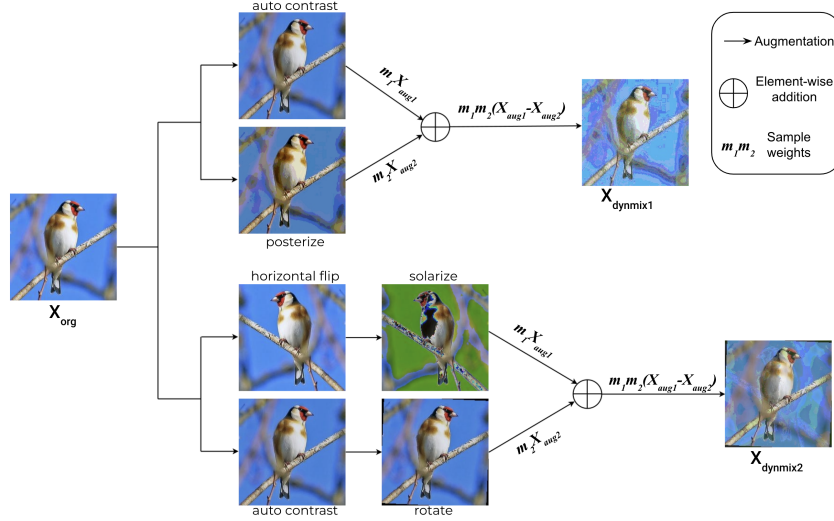 auto contrast
m1Xaug1
m2Xaug2
m1m2(Xaug1-Xaug2)
posterize
Xdynmix1
Augmentation
Element-wise
addition
m1m2 Sample
weights
Xorg
horizontal flip
solarize
m1Xaug1
m2Xaug2
m1m2(Xaug1-Xaug2)
auto contrast
rotate
Xdynmix2